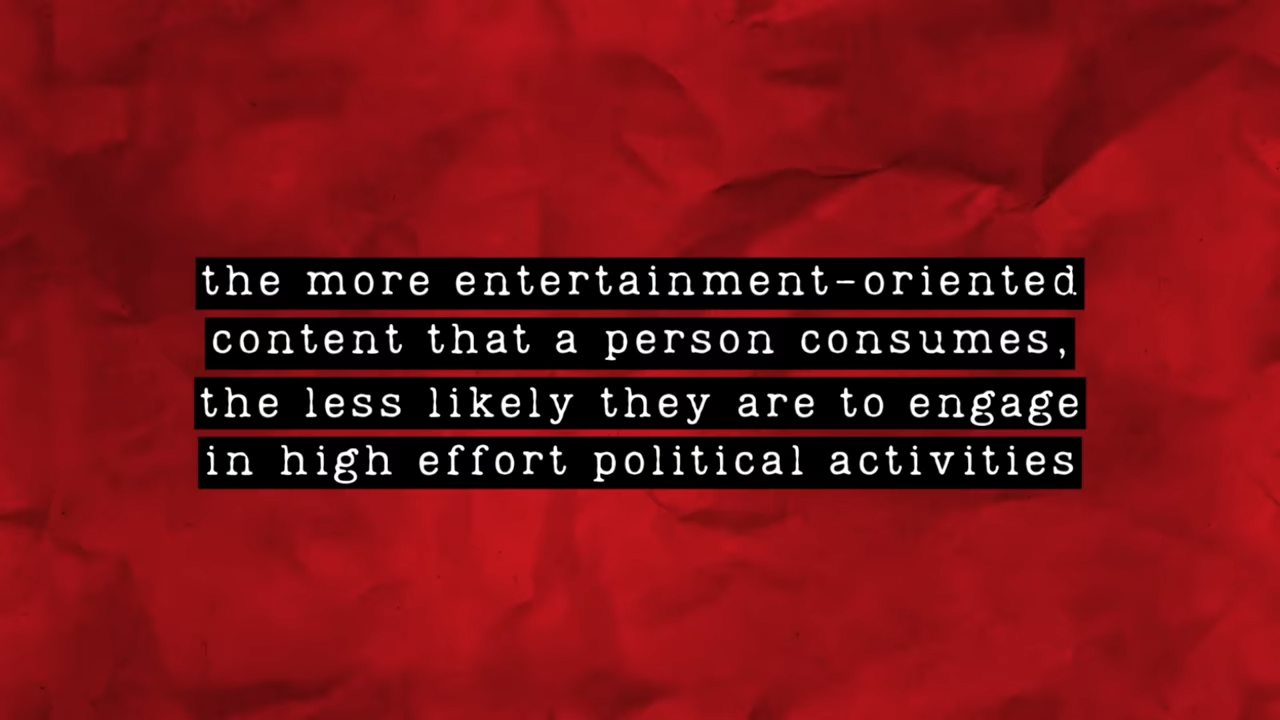 the more entertainment-oriented
content that a person consumes,
the less likely they are to engage
in high effort political activities